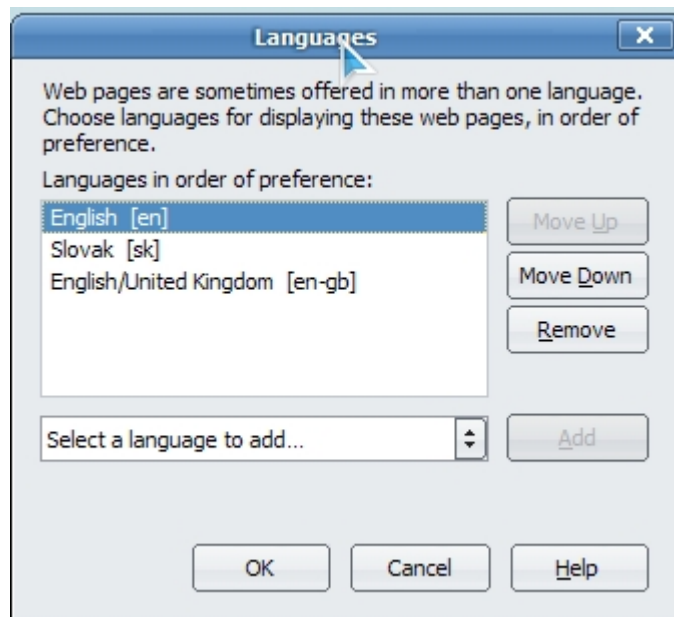 Languages
Web pages are sometimes offered in more than one language.
Choose languages for displaying these web pages, in order of
preference.
Languages in order of preference:
English [en]
Slovak [sk]
English/United Kingdom [en-gb]
Move Up
Move Down
Remove
Select a language to add...
Add
OK
Cancel
Help